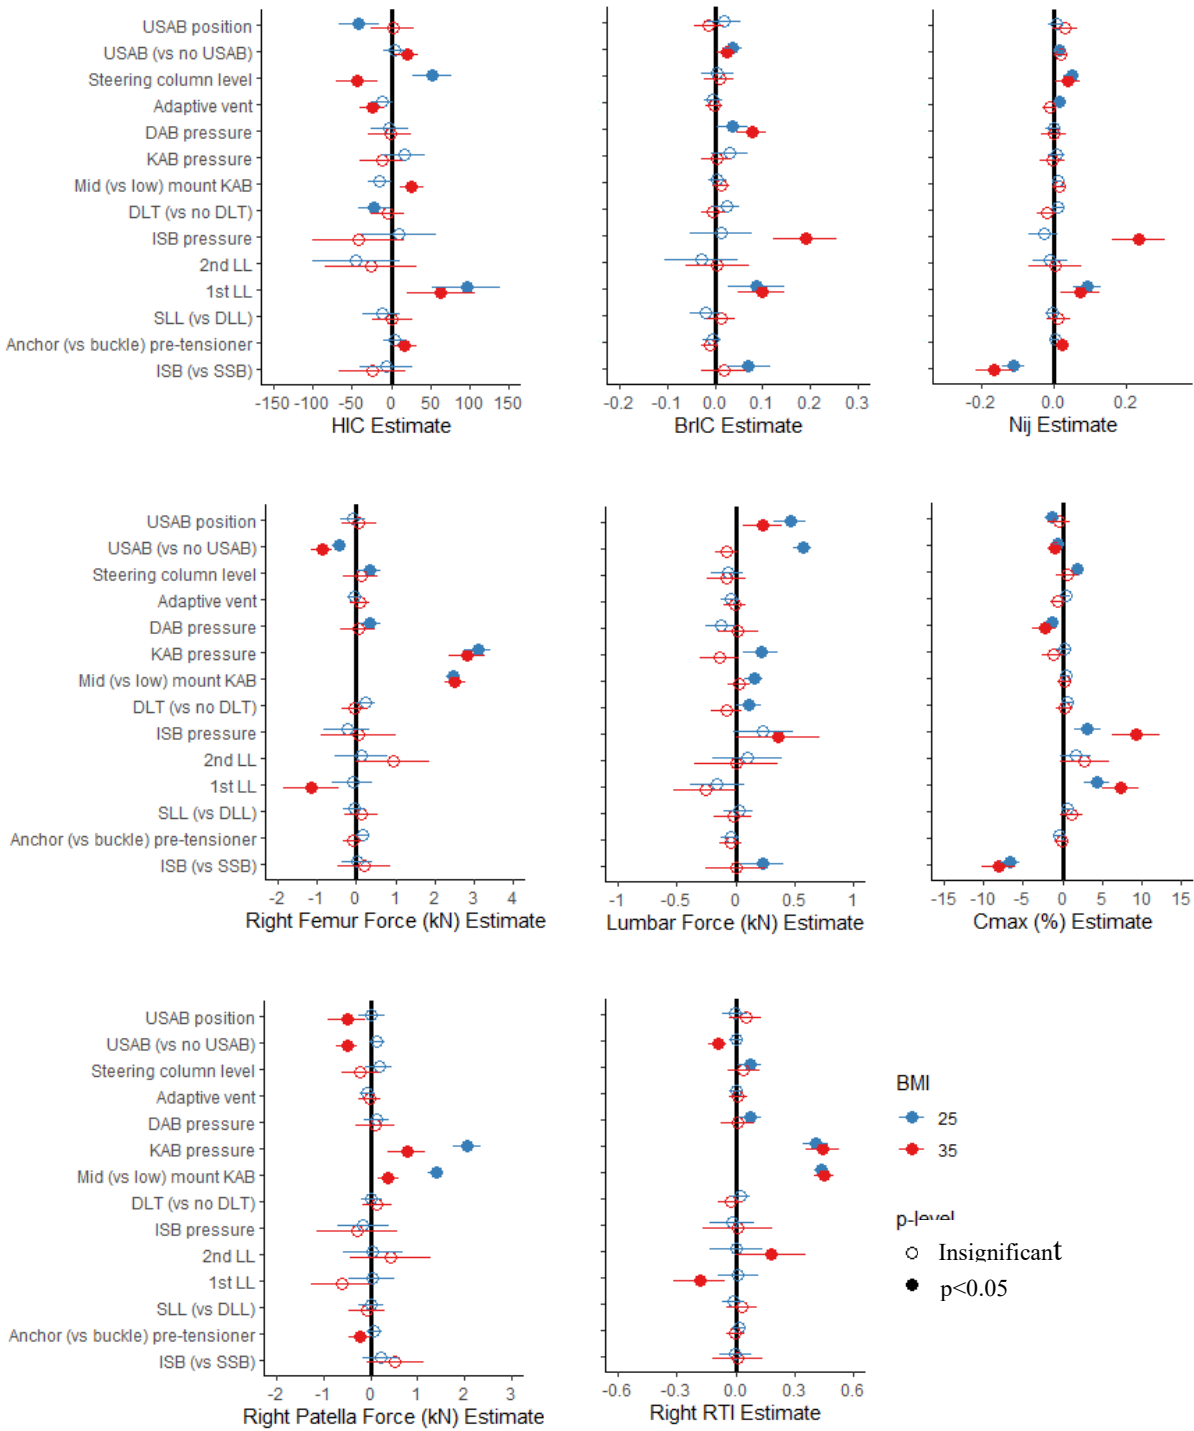 USAB position
USAB (vs no USAB)
Steering column level
Adaptive vent
DAB pressure
KAB pressure
Mid (vs low) mount KAB
DLT (vs no DLT)
ISB pressure
2nd LL
1st LL
SLL (vs DLL)
Anchor (vs buckle) pre-tensioner
ISB (vs SSB)
-150 -100 -50 0 50 100 150
HIC Estimate
-0.2 -0.1 0.0 0.1 0.2 0.3
BrIC Estimate
-0.2 0.0 0.2
Nij Estimate
USAB position
USAB (vs no USAB)
Steering column level
Adaptive vent
DAB pressure
KAB pressure
Mid (vs low) mount KAB
DLT (vs no DLT)
ISB pressure
2nd LL
1st LL
SLL (vs DLL)
Anchor (vs buckle) pre-tensioner
ISB (vs SSB)
-2 -1 0 1 2 3 4
Right Femur Force (kN) Estimate
-1 -0.5 0 0.5 1
Lumbar Force (kN) Estimate
-15 -10 -5 0 5 10 15
Cmax (%) Estimate
USAB position
USAB (vs no USAB)
Steering column level
Adaptive vent
DAB pressure
KAB pressure
Mid (vs low) mount KAB
DLT (vs no DLT)
ISB pressure
2nd LL
1st LL
SLL (vs DLL)
Anchor (vs buckle) pre-tensioner
ISB (vs SSB)
-2 -1 0 1 2 3
Right Patella Force (kN) Estimate
-0.6 -0.3 0.0 0.3 0.6
Right RTI Estimate
BMI
25
35
p-level
Insignificant
p<0.05